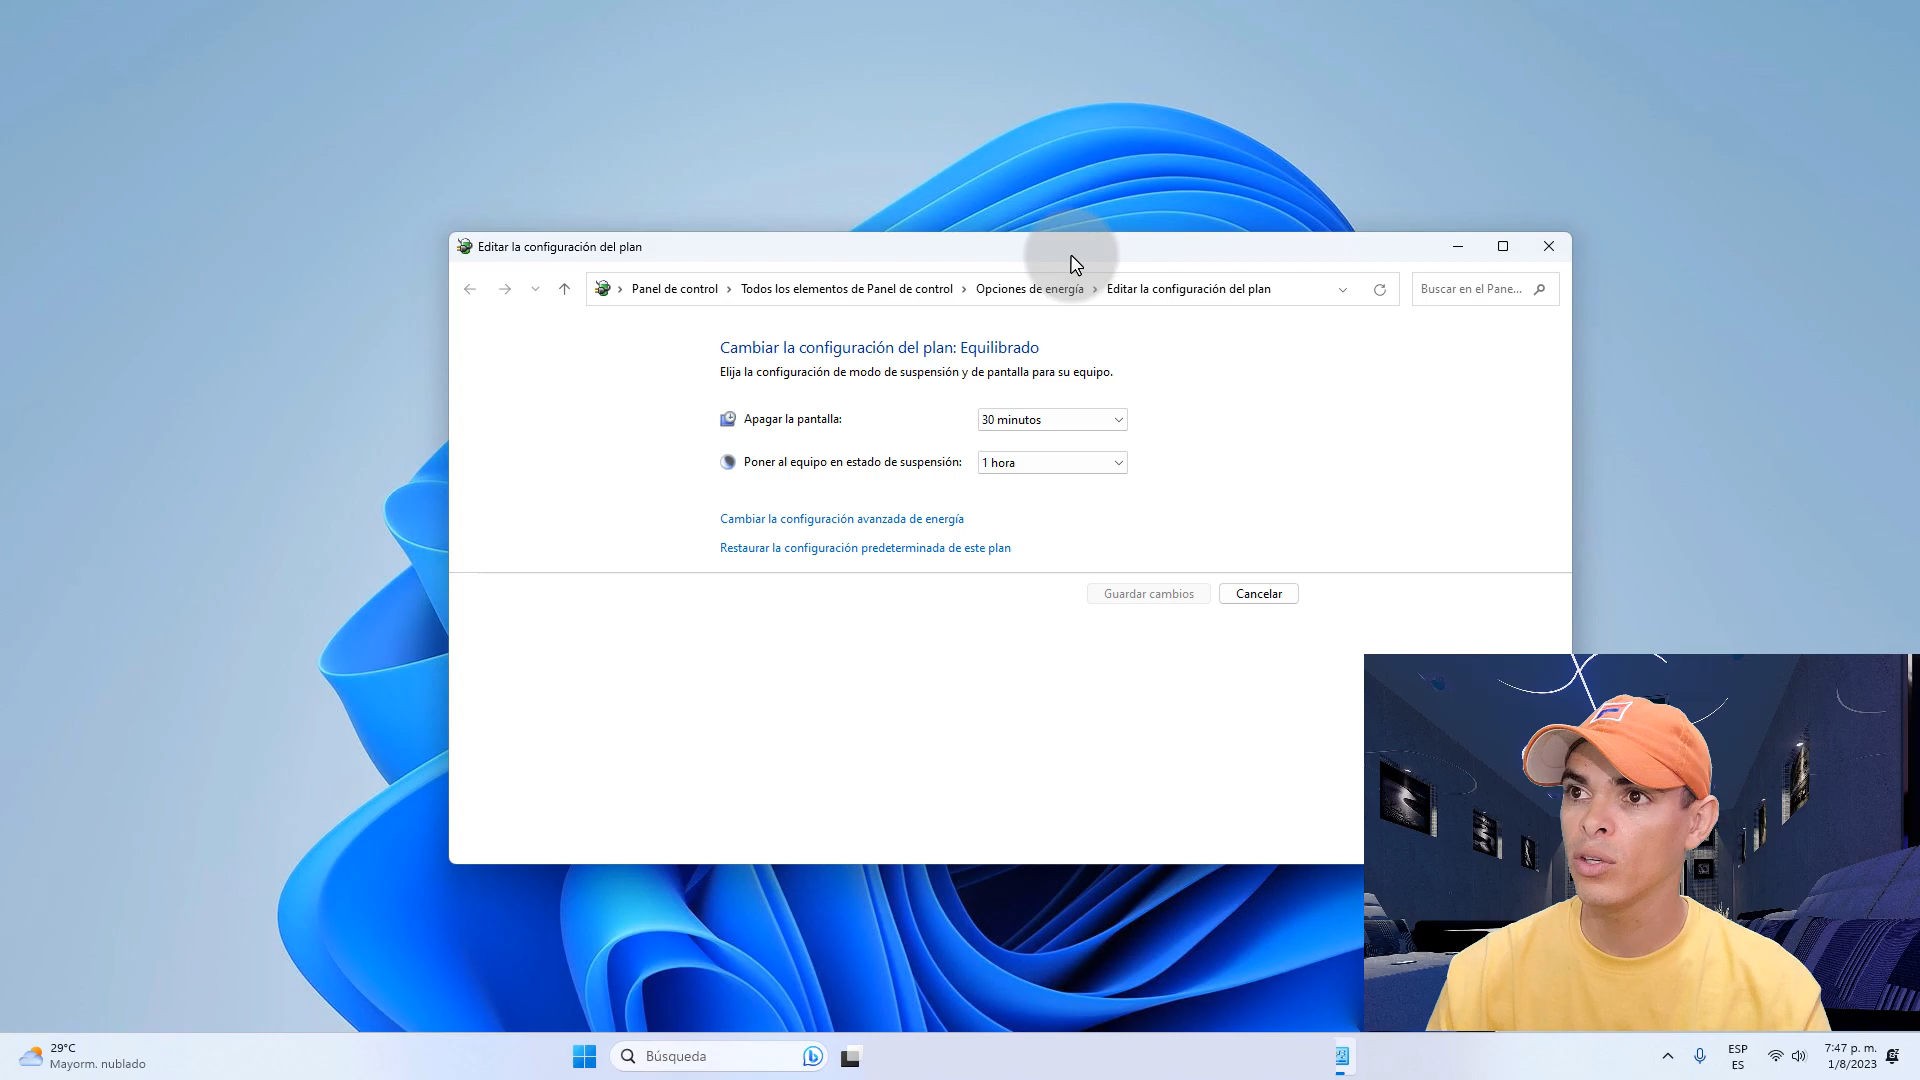 Editar la configuración del plan
Panel de control
Todos los elementos de Panel de control
Opciones de energía
Editar la configuración del plan
Buscar en el Pane...
Cambiar la configuración del plan: Equilibrado
Elija la configuración de modo de suspensión y de pantalla para su equipo.
Apagar la pantalla:
30 minutos
Poner al equipo en estado de suspensión:
1 hora
Cambiar la configuración avanzada de energía
Restaurar la configuración predeterminada de este plan
Guardar cambios
Cancelar
29°C
Mayorm. nublado
Búsqueda
ESP
ES
7:47 p. m.
1/8/2023